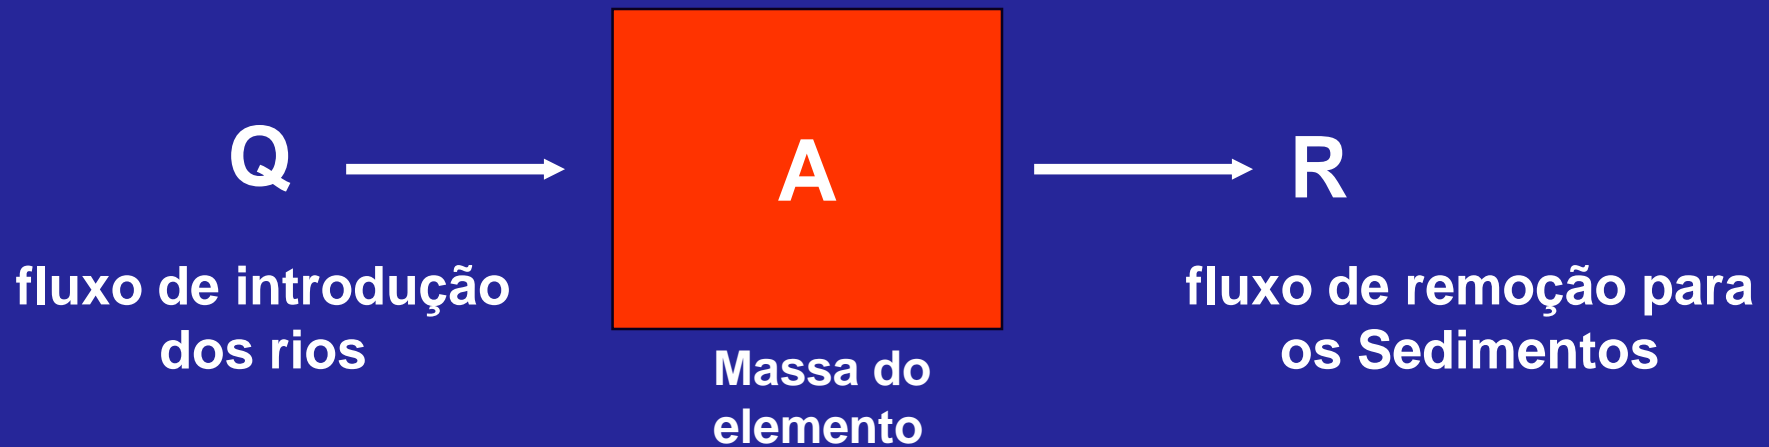 Q
A
R
fluxo de introdução
dos rios
Massa do
elemento
fluxo de remoção para
os Sedimentos